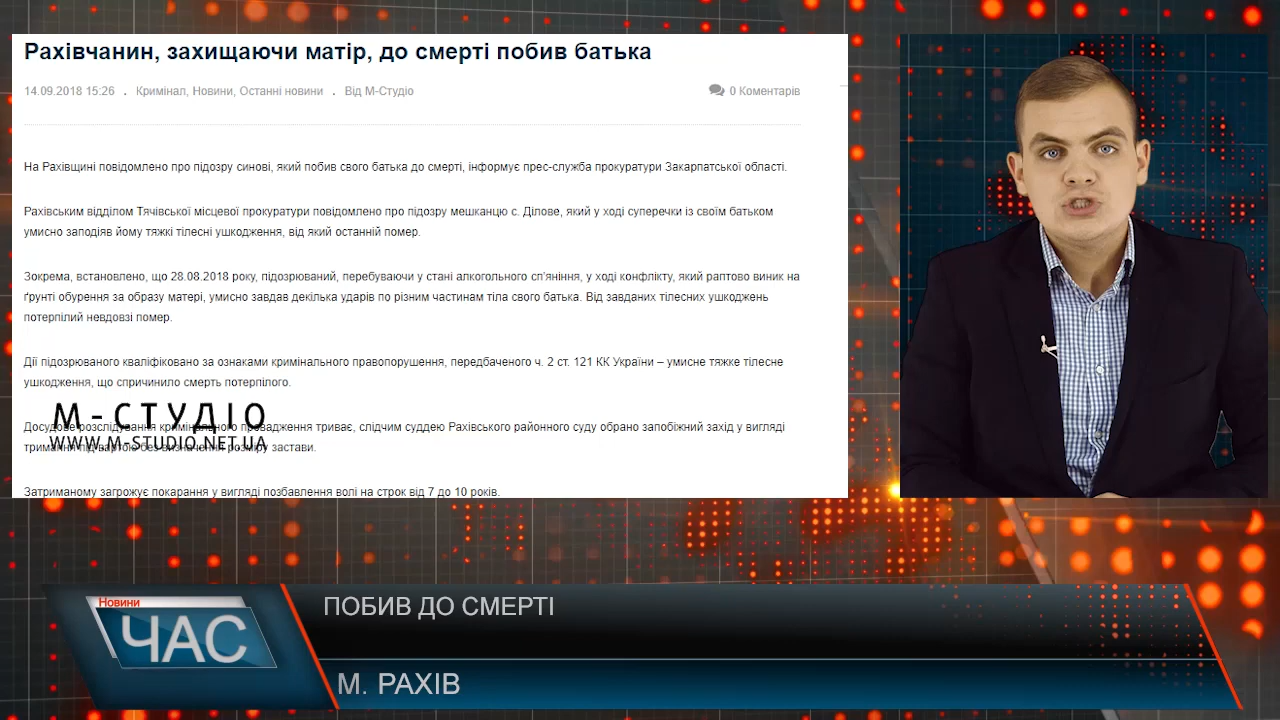 Рахівчанин, захищаючи матір, до смерті побив батька
14.09.2018 15:26 . Кримінал, Новини, Останні новини . Від М-Студіо 0 Коментарів
На Рахівщині повідомлено про підозру синові, який побив свого батька до смерті, інформує прес-служба прокуратури Закарпатської області.
Рахівським відділом Тячівської місцевої прокуратури повідомлено про підозру мешканцю с. Ділове, який у ході суперечки із своїм батьком
умисно заподіяв йому тяжкі тілесні ушкодження, від який останній помер.
Зокрема, встановлено, що 28.08.2018 року, підозрюваний, перебуваючи у стані алкогольного сп'яніння, у ході конфлікту, який раптово виник на
ґрунті обурення за образу матері, умисно завдав декілька ударів по різним частинам тіла свого батька. Від завданих тілесних ушкоджень
потерпілий невдовзі помер.
Дії підозрюваного кваліфіковано за ознаками кримінального правопорушення, передбаченого ч. 2 ст. 121 КК України – умисне тяжке тілесне
ушкодження, що спричинило смерть потерпілого.
М-СТУДІО
Досудове розслідування кримінального провадження триває, слідчим суддею Рахівського районного суду обрано запобіжний захід у вигляді
WWW.M-STUDIO.NET.UA
тримання під вартою без визначення розміру застави.
Затриманому загрожує покарання у вигляді позбавлення волі на строк від 7 до 10 років.
Новини
ЧАС
ПОБИВ ДО СМЕРТІ
М. РАХІВ